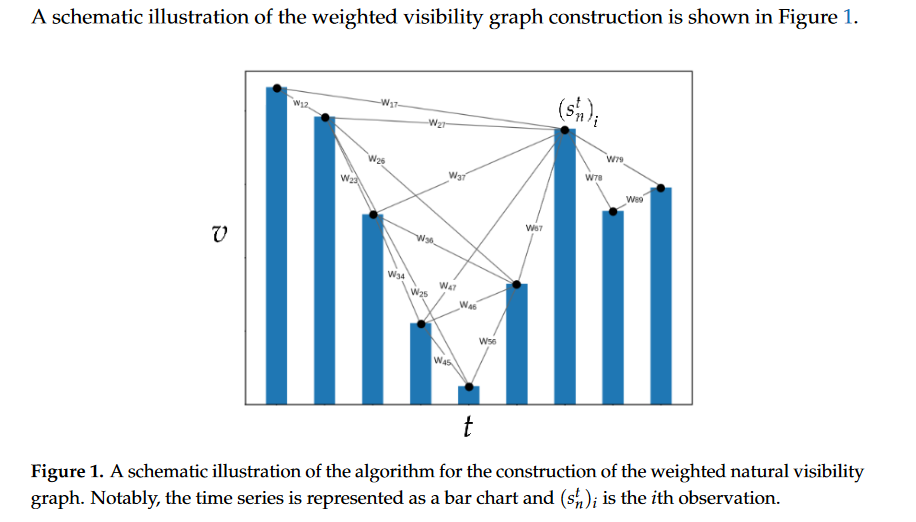 A schematic illustration of the weighted visibility graph construction is shown in Figure 1.
(s^t_n)_i
W12
W17
W27
W26
W23
W37
W79
W78
W89
W36
W67
W34
W25
W47
W46
W56
W45
v
t
Figure 1. A schematic illustration of the algorithm for the construction of the weighted natural visibility
graph. Notably, the time series is represented as a bar chart and (s^t_n)_i is the ith observation.